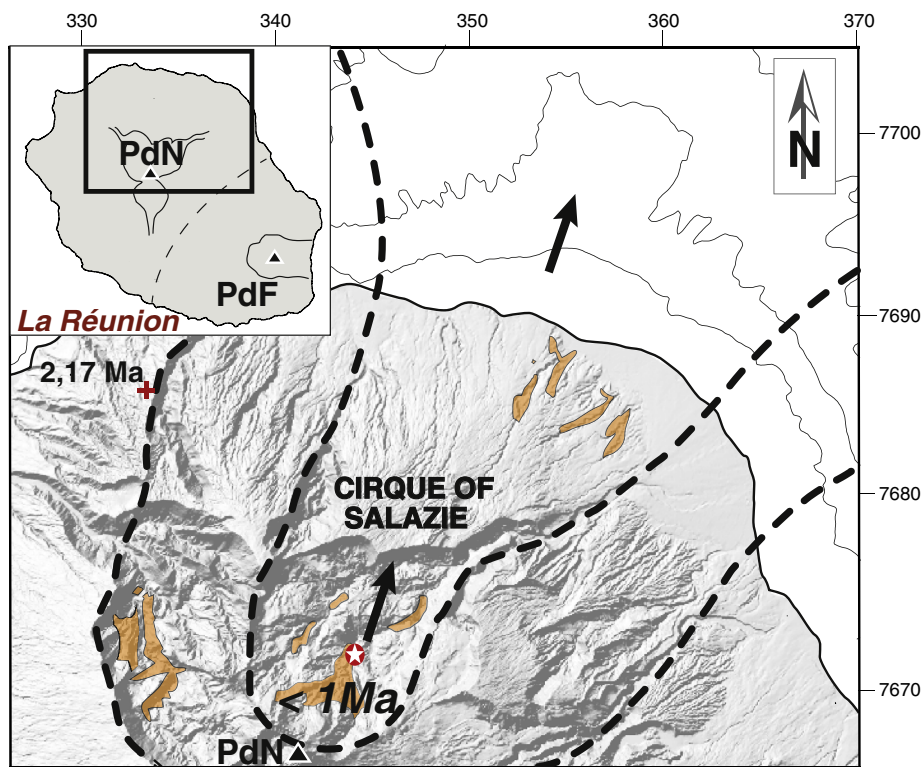 330
340
350
360
370
PdN
PdF
La Réunion
N
7700
7690
7680
7670
2,17 Ma
CIRQUE OF
SALAZIE
< 1Ma
PdN